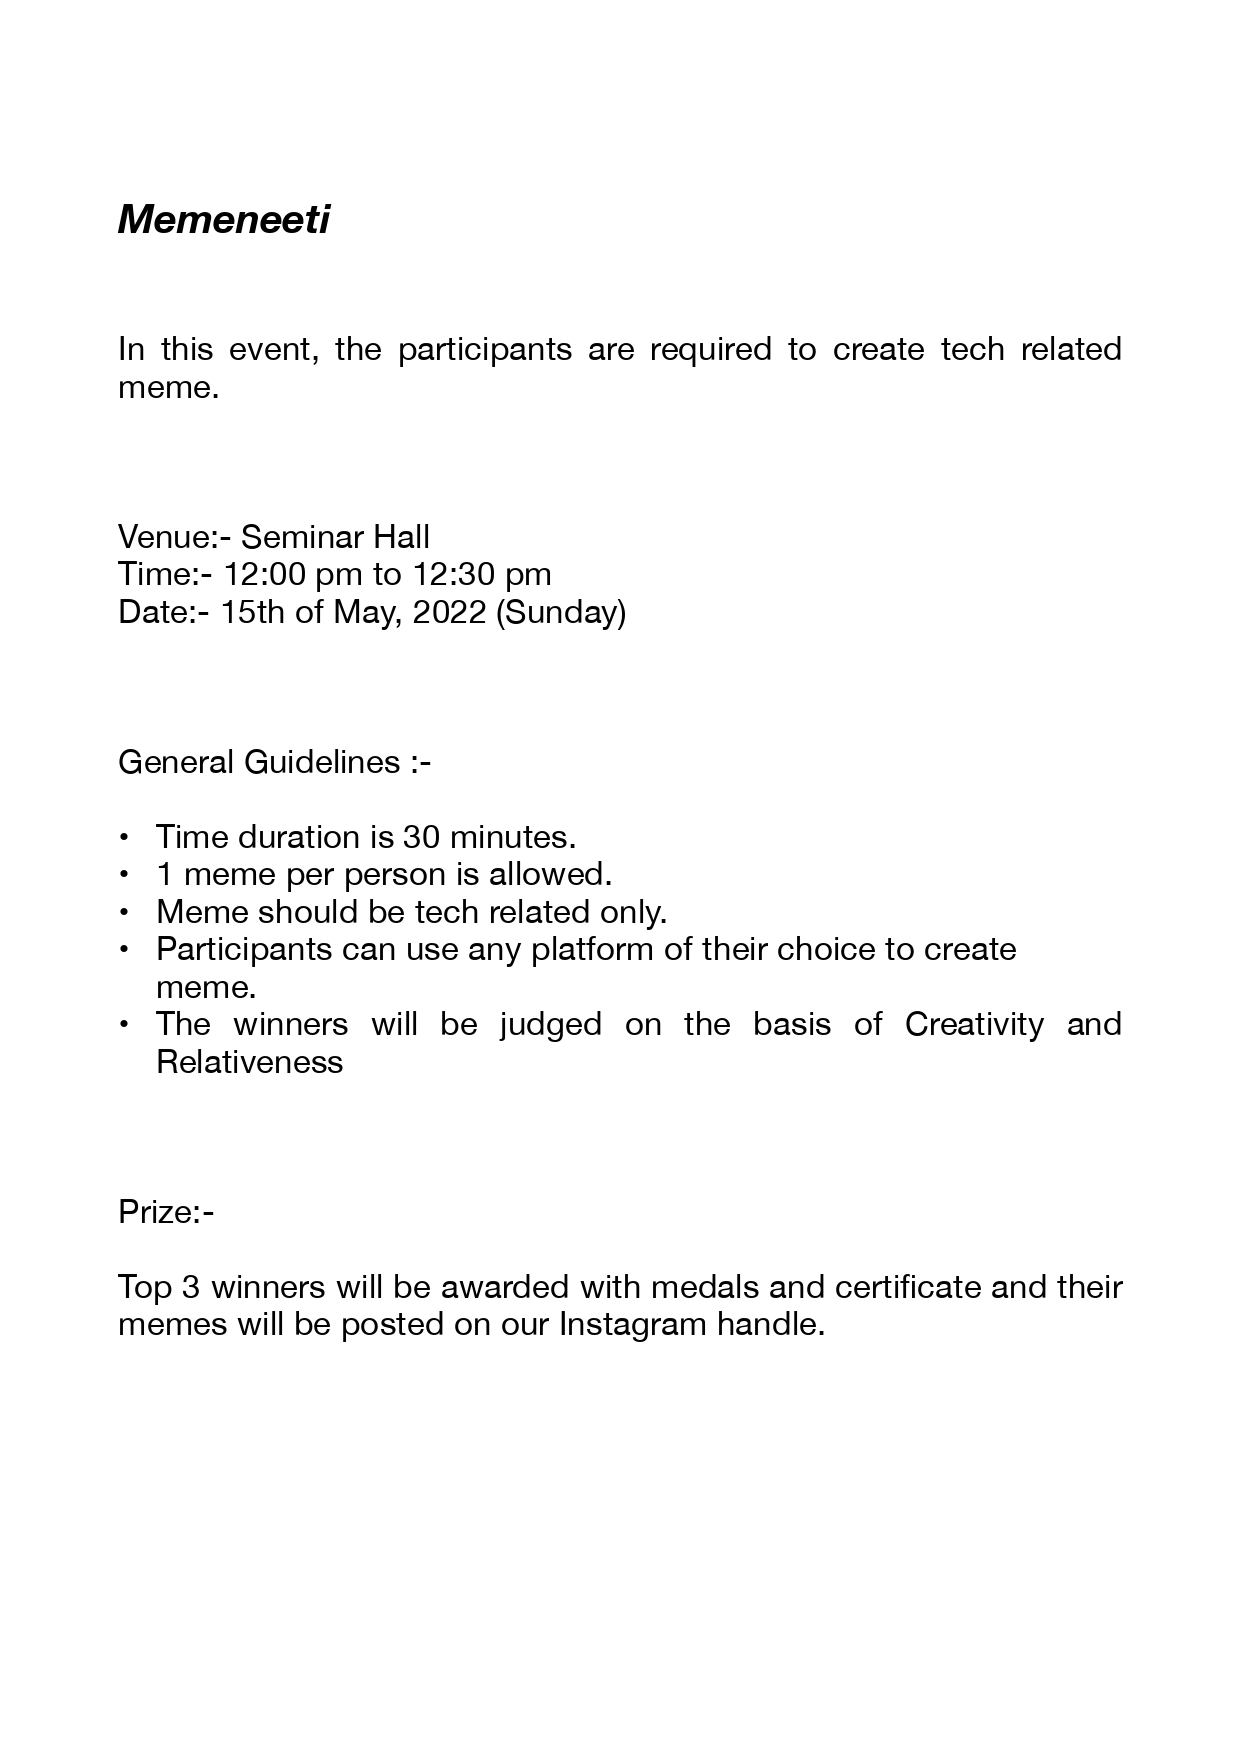 Memeneeti
In this event, the participants are required to create tech related
meme.
Venue:- Seminar Hall
Time:- 12:00 pm to 12:30 pm
Date:- 15th of May, 2022 (Sunday)
General Guidelines :-
• Time duration is 30 minutes.
• 1 meme per person is allowed.
• Meme should be tech related only.
• Participants can use any platform of their choice to create
meme.
• The winners will be judged on the basis of Creativity and
Relativeness
Prize:-
Top 3 winners will be awarded with medals and certificate and their
memes will be posted on our Instagram handle.